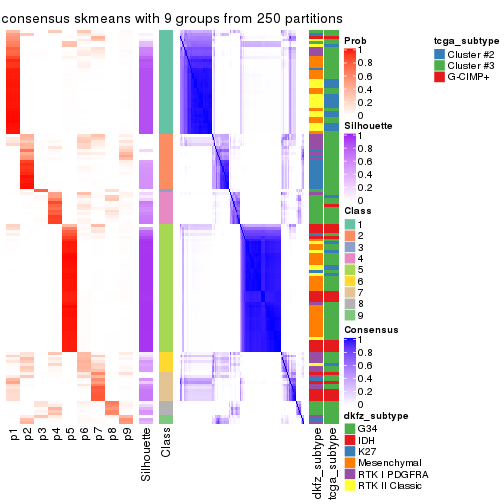 consensus skmeans with 9 groups from 250 partitions
Prob
1
0.8
0.6
0.4
0.2
0
tcga_subtype
Cluster #2
Cluster #3
G-CIMP+
Silhouette
1
0.8
0.6
0.4
0.2
0
Class
1
2
3
4
5
6
7
8
9
Consensus
1
0.8
0.6
0.4
0.2
0
dkfz_subtype
G34
IDH
K27
Mesenchymal
RTK I PDGFRA
RTK II Classic
p1
p2
p3
p4
p5
p6
p7
p8
p9
Silhouette
Class
dkfz_subtype
tcga_subtype